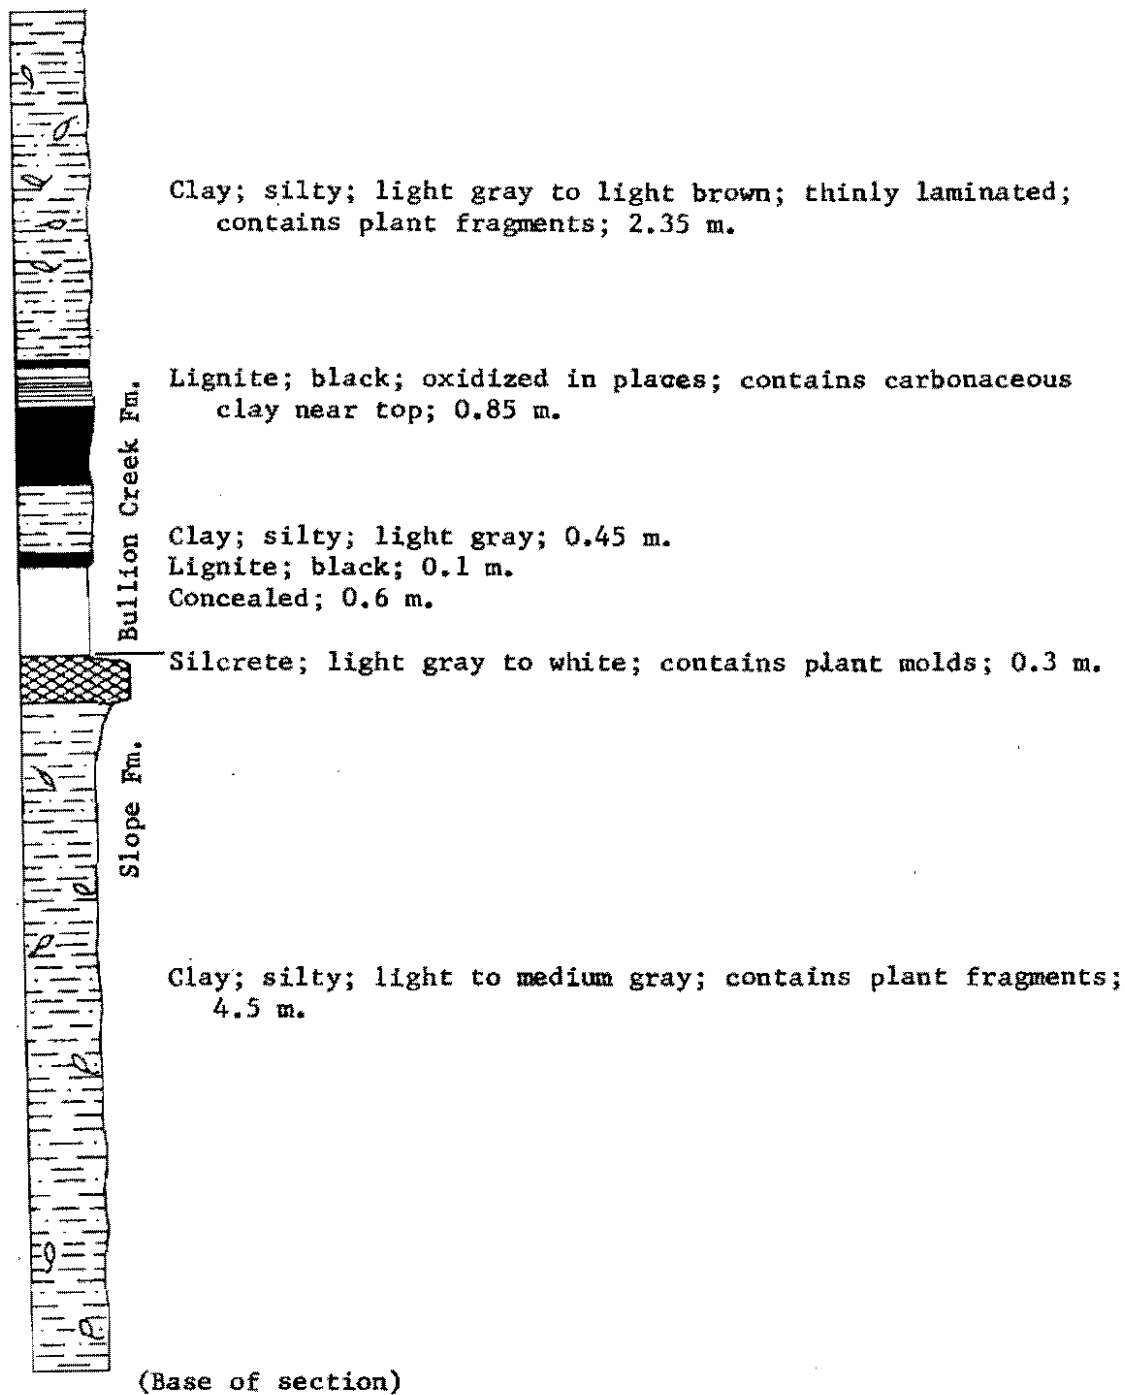 Clay; silty; light gray to light brown; thinly laminated;
contains plant fragments; 2.35 m.
Lignite; black; oxidized in places; contains carbonaceous
clay near top; 0.85 m.
Bullion Creek Fm.
Clay; silty; light gray; 0.45 m.
Lignite; black; 0.1 m.
Concealed; 0.6 m.
Silcrete; light gray to white; contains plant molds; 0.3 m.
Slope Fm.
Clay; silty; light to medium gray; contains plant fragments;
4.5 m.
(Base of section)